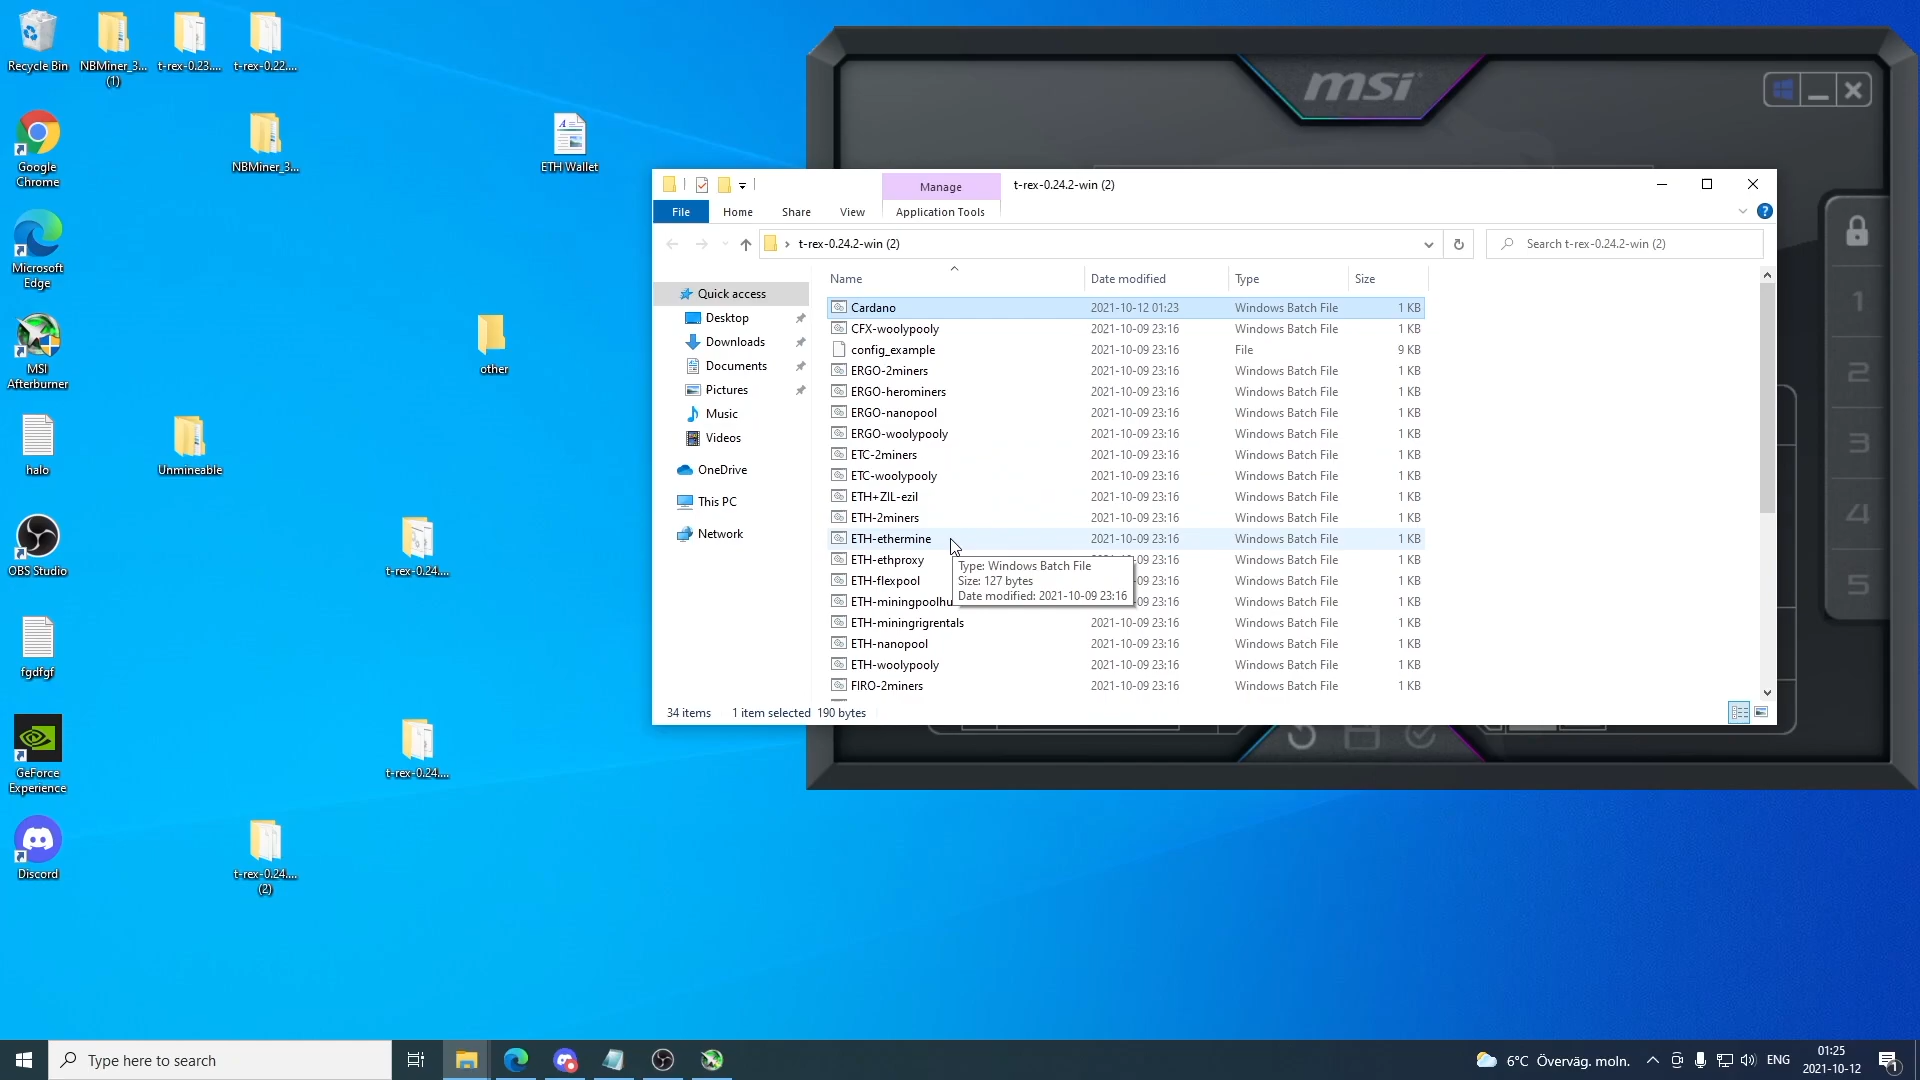 Recycle Bin
NBMiner_3...
(1)
t-rex-0.23....
t-rex-0.22....
Google
Chrome
NBMiner_3...
ETH Wallet
Microsoft
Edge
MSI
Afterburner
other
halo
Unmineable
OBS Studio
t-rex-0.24....
fgdfgf
GeForce
Experience
t-rex-0.24....
Discord
t-rex-0.24....
(2)
msi
1
2
3
4
5
Manage
t-rex-0.24.2-win (2)
File
Home
Share
View
Application Tools
t-rex-0.24.2-win (2)
Search t-rex-0.24.2-win (2)
Name
Date modified
Type
Size
Quick access
Desktop
Downloads
Documents
Pictures
Music
Videos
OneDrive
This PC
Network
Cardano 2021-10-12 01:23 Windows Batch File 1 KB
CFX-woolypooly 2021-10-09 23:16 Windows Batch File 1 KB
config_example 2021-10-09 23:16 File 9 KB
ERGO-2miners 2021-10-09 23:16 Windows Batch File 1 KB
ERGO-herominers 2021-10-09 23:16 Windows Batch File 1 KB
ERGO-nanopool 2021-10-09 23:16 Windows Batch File 1 KB
ERGO-woolypooly 2021-10-09 23:16 Windows Batch File 1 KB
ETC-2miners 2021-10-09 23:16 Windows Batch File 1 KB
ETC-woolypooly 2021-10-09 23:16 Windows Batch File 1 KB
ETH+ZIL-ezil 2021-10-09 23:16 Windows Batch File 1 KB
ETH-2miners 2021-10-09 23:16 Windows Batch File 1 KB
ETH-ethermine 2021-10-09 23:16 Windows Batch File 1 KB
ETH-ethproxy Windows Batch File 1 KB
ETH-flexpool Windows Batch File 1 KB
ETH-miningpoolhu Windows Batch File 1 KB
Type: Windows Batch File
Size: 127 bytes
Date modified: 2021-10-09 23:16
ETH-miningrigrentals 2021-10-09 23:16 Windows Batch File 1 KB
ETH-nanopool 2021-10-09 23:16 Windows Batch File 1 KB
ETH-woolypooly 2021-10-09 23:16 Windows Batch File 1 KB
FIRO-2miners 2021-10-09 23:16 Windows Batch File 1 KB
34 items 1 item selected 190 bytes
Type here to search
6°C Överväg. moln.
ENG
01:25
2021-10-12
1